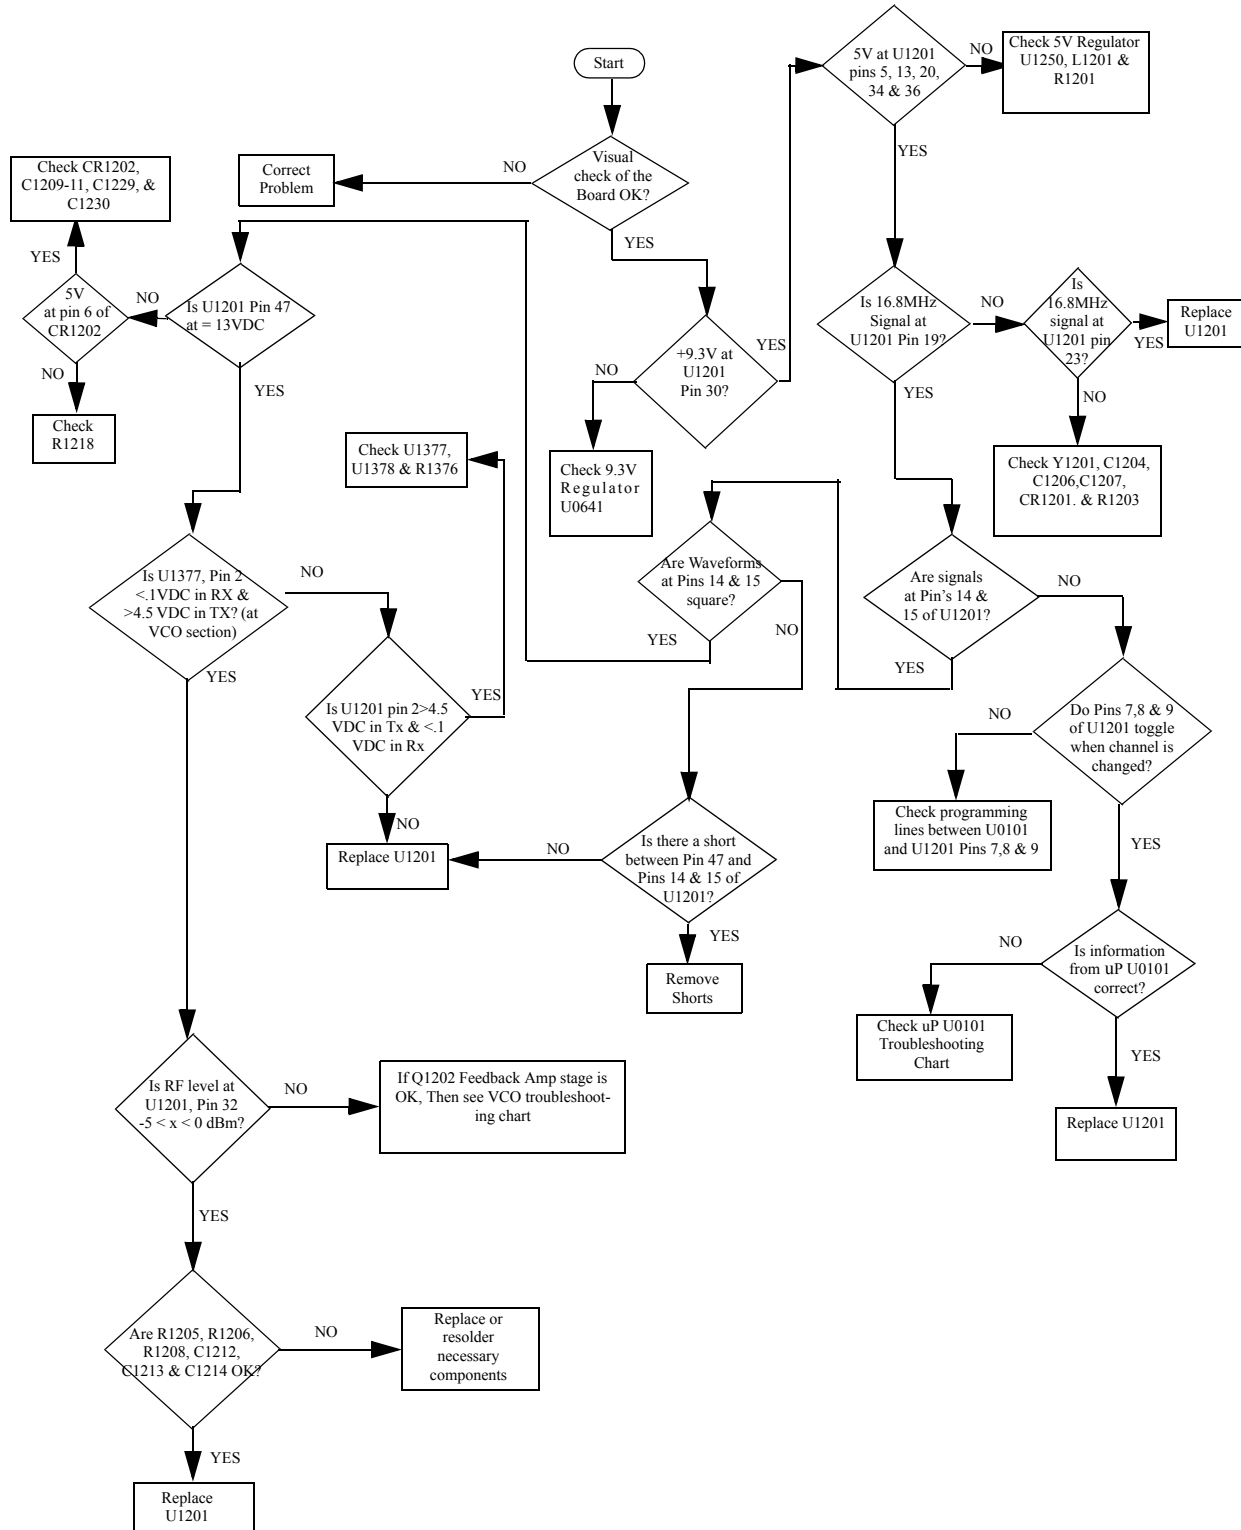 Start
Visual
check of the
Board OK?
NO
Correct
Problem
YES
+9.3V at
U1201
Pin 30?
NO
Check 9.3V
Regulator
U0641
YES
5V at U1201
pins 5, 13, 20,
34 & 36
NO
Check 5V Regulator
U1250, L1201 &
R1201
YES
Is 16.8MHz
Signal at
U1201 Pin 19?
NO
Is
16.8MHz
signal at
U1201 pin
23?
YES
Replace
U1201
NO
Check Y1201, C1204,
C1206,C1207,
CR1201. & R1203
YES
Are signals
at Pin's 14 &
15 of U1201?
NO
Do Pins 7,8 & 9
of U1201 toggle
when channel is
changed?
NO
Check programming
lines between U0101
and U1201 Pins 7,8 & 9
YES
Is information
from uP U0101
correct?
NO
Check uP U0101
Troubleshooting
Chart
YES
Replace U1201
YES
Are Waveforms
at Pins 14 & 15
square?
NO
Is there a short
between Pin 47 and
Pins 14 & 15 of
U1201?
NO
YES
Remove
Shorts
YES
Is U1201 Pin 47
at = 13VDC
NO
5V
at pin 6 of
CR1202
YES
Check CR1202,
C1209-11, C1229, &
C1230
NO
Check
R1218
YES
Is U1377, Pin 2
<.1VDC in RX &
>4.5 VDC in TX? (at
VCO section)
NO
Is U1201 pin 2>4.5
VDC in Tx & <.1
VDC in Rx
YES
Check U1377,
U1378 & R1376
NO
Replace U1201
YES
Is RF level at
U1201, Pin 32
-5 < x < 0 dBm?
NO
If Q1202 Feedback Amp stage is
OK, Then see VCO troubleshoot-
ing chart
YES
Are R1205, R1206,
R1208, C1212,
C1213 & C1214 OK?
NO
Replace or
resolder
necessary
components
YES
Replace
U1201